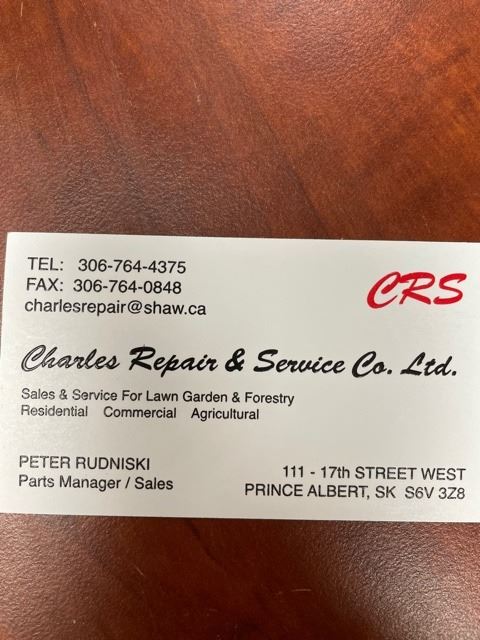 TEL: 306-764-4375
FAX: 306-764-0848
charlesrepair@shaw.ca
CRS
Charles Repair & Service Co. Ltd.
Sales & Service For Lawn Garden & Forestry
Residential Commercial Agricultural
PETER RUDNISKI
Parts Manager / Sales
111 - 17th STREET WEST
PRINCE ALBERT, SK S6V 3Z8